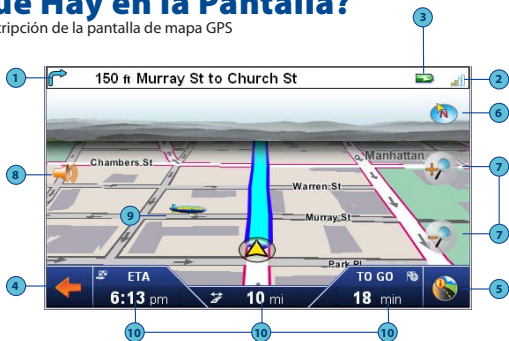 ué Hay en la Pantalla?
cripción de la pantalla de mapa GPS
3
1
150 ft Murray St to Church St
2
N
6
Chambers St
Manhattan
7
8
Warren St
9
Murray St
7
Park Pl
4
ETA
TO GO
5
6:13 pm
10 mi
18 min
10
10
10